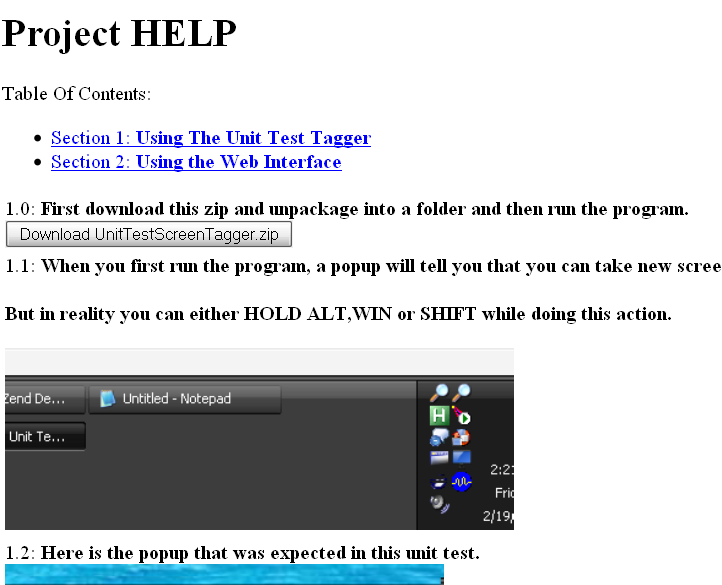 Project HELP
Table Of Contents:
Section 1: Using The Unit Test Tagger
Section 2: Using the Web Interface
1.0: First download this zip and unpackage into a folder and then run the program.
Download UnitTestScreenTagger.zip
1.1: When you first run the program, a popup will tell you that you can take new scree
But in reality you can either HOLD ALT,WIN or SHIFT while doing this action.
Zend De... Untitled - Notepad
H
Unit Te...
2:21
Fric
2/19/
1.2: Here is the popup that was expected in this unit test.